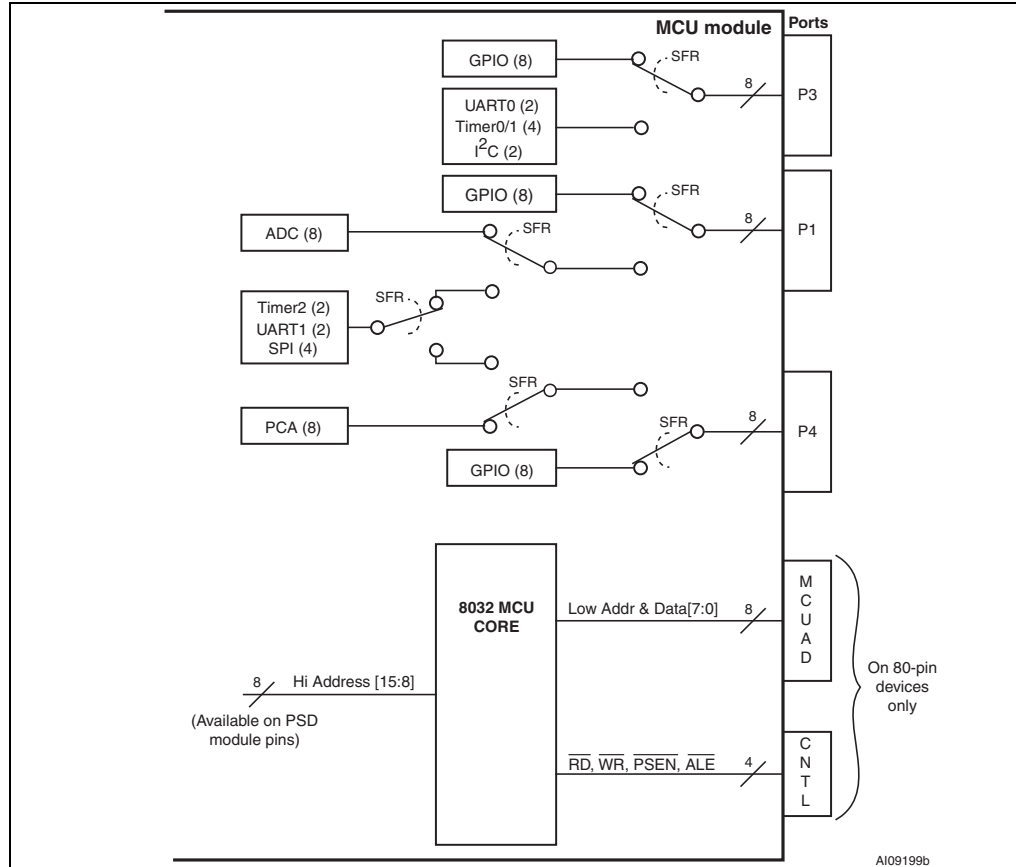 MCU module
Ports
GPIO (8)
SFR
8
P3
UART0 (2)
Timer0/1 (4)
I2C (2)
GPIO (8)
SFR
8
P1
ADC (8)
SFR
Timer2 (2)
UART1 (2)
SPI (4)
SFR
PCA (8)
SFR
GPIO (8)
SFR
8
P4
8032 MCU
CORE
Low Addr & Data[7:0]
8
MCUAD
8
Hi Address [15:8]
(Available on PSD
module pins)
RD, WR, PSEN, ALE
4
CNTL
On 80-pin
devices
only
AI09199b